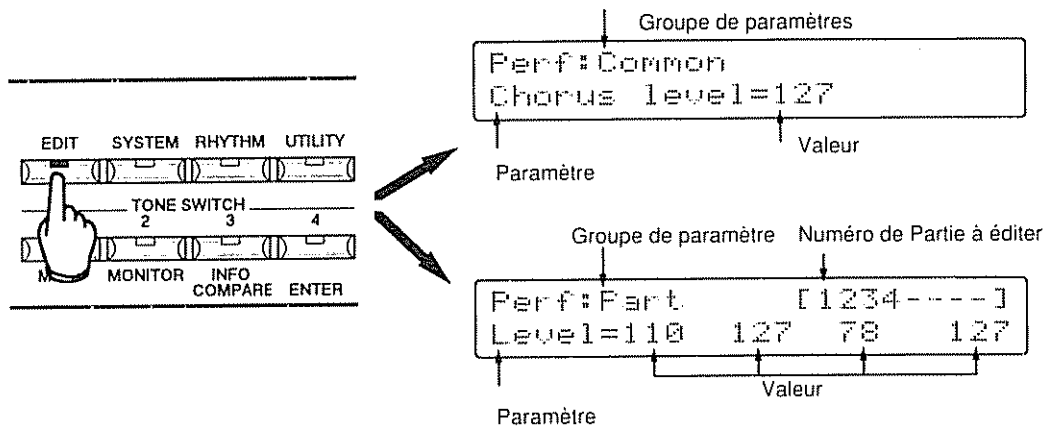 Groupe de paramètres
Perf:Common
Chorus level=127
Paramètre
Valeur
EDIT SYSTEM RHYTHM UTILITY
TONE SWITCH
2 3 4
MONITOR INFO COMPARE ENTER
Groupe de paramètre Numéro de Partie à éditer
Perf:Part [1234----]
Level=110 127 78 127
Valeur
Paramètre